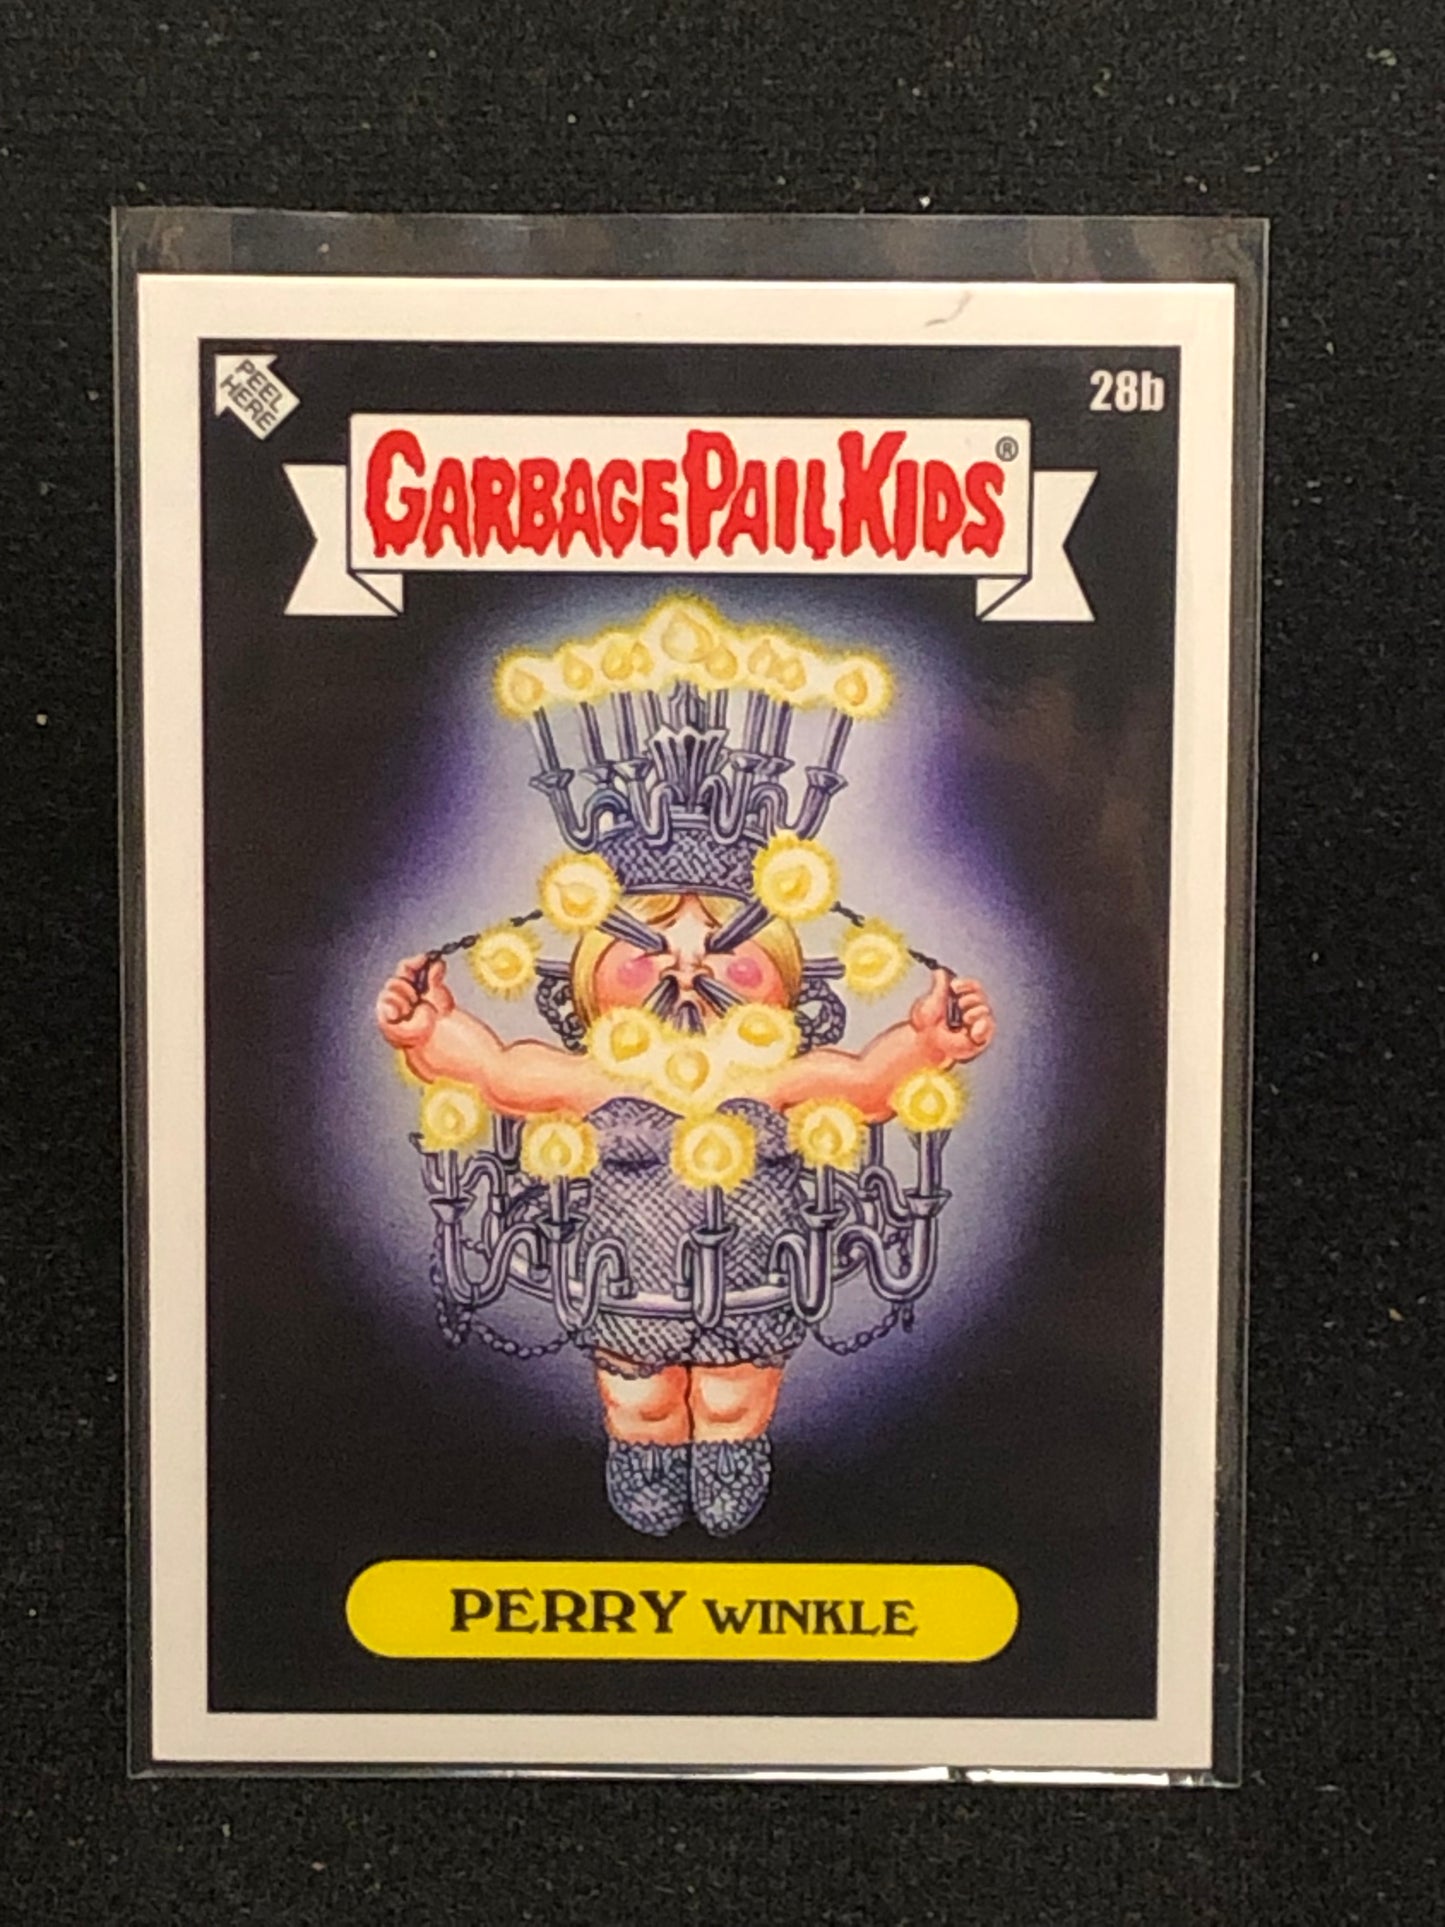 PEEL
HERE
28b
GARBAGE PAIL KIDS®
PERRY WINKLE